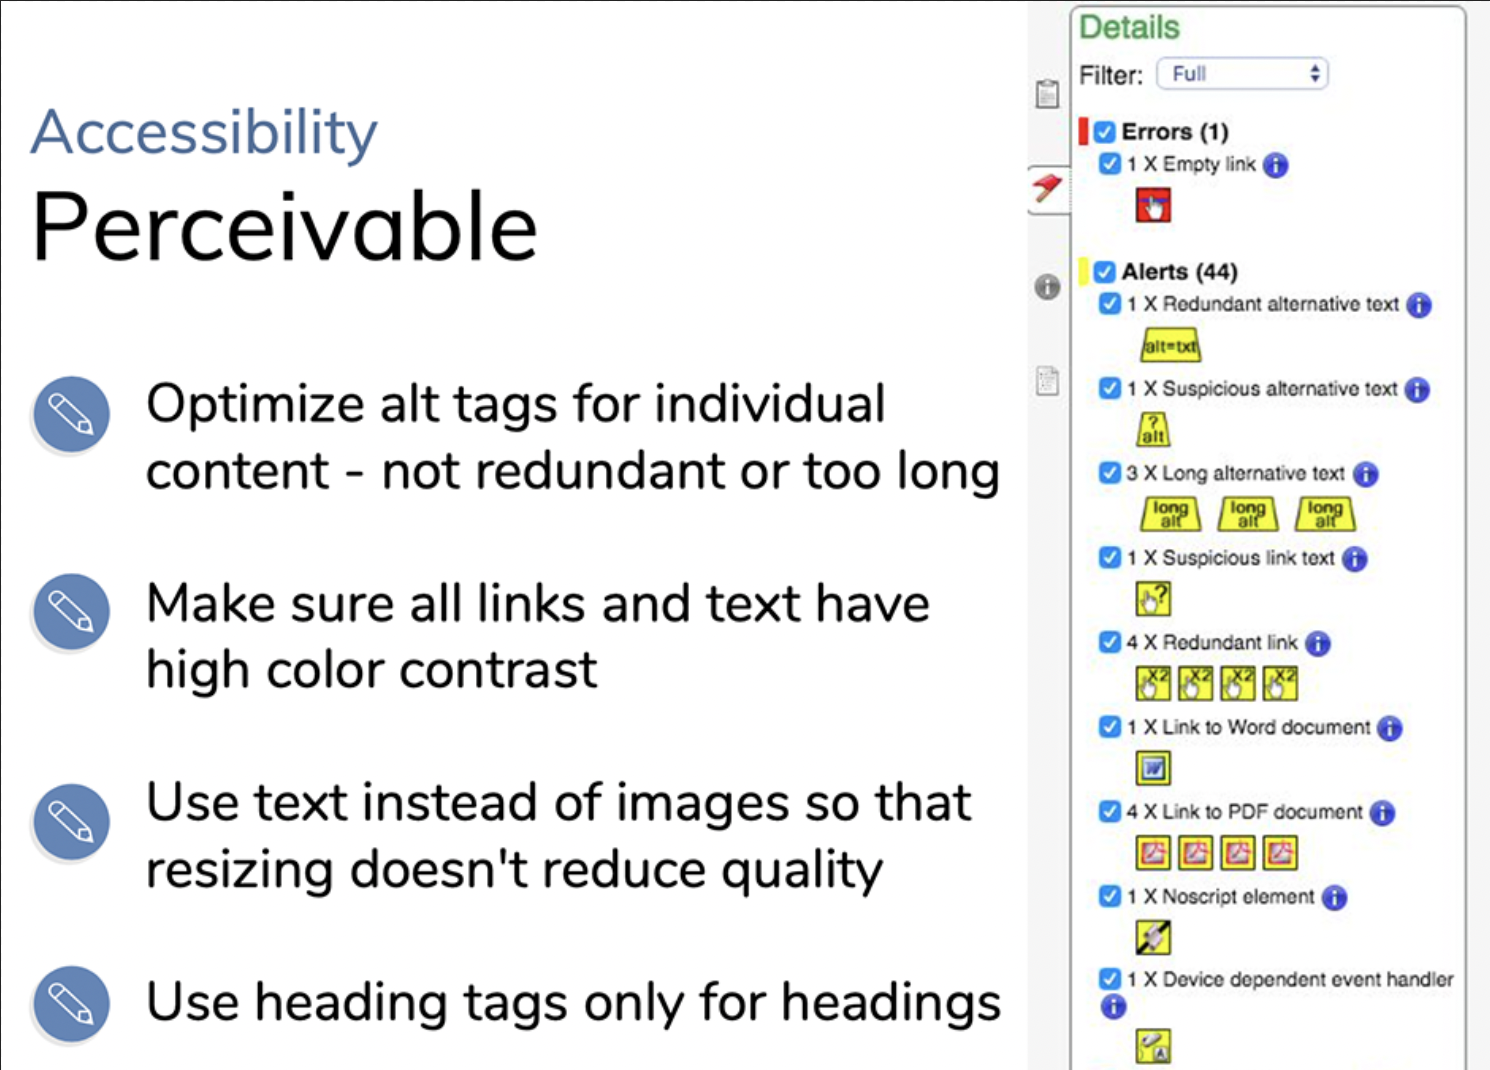 Accessibility
Perceivable
Optimize alt tags for individual
content - not redundant or too long
Make sure all links and text have
high color contrast
Use text instead of images so that
resizing doesn't reduce quality
Use heading tags only for headings
Details
Filter: Full
Errors (1)
1 X Empty link
Alerts (44)
1 X Redundant alternative text
alt=txt
1 X Suspicious alternative text
?
alt
3 X Long alternative text
long long long
alt alt alt
1 X Suspicious link text
?
4 X Redundant link
X2 X2 X2 X2
1 X Link to Word document
W
4 X Link to PDF document
1 X Noscript element
1 X Device dependent event handler
A